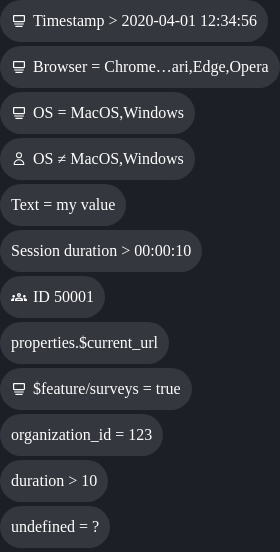 Timestamp > 2020-04-01 12:34:56
Browser = Chrome…ari,Edge,Opera
OS = MacOS,Windows
OS ≠ MacOS,Windows
Text = my value
Session duration > 00:00:10
ID 50001
properties.$current_url
$feature/surveys = true
organization_id = 123
duration > 10
undefined = ?